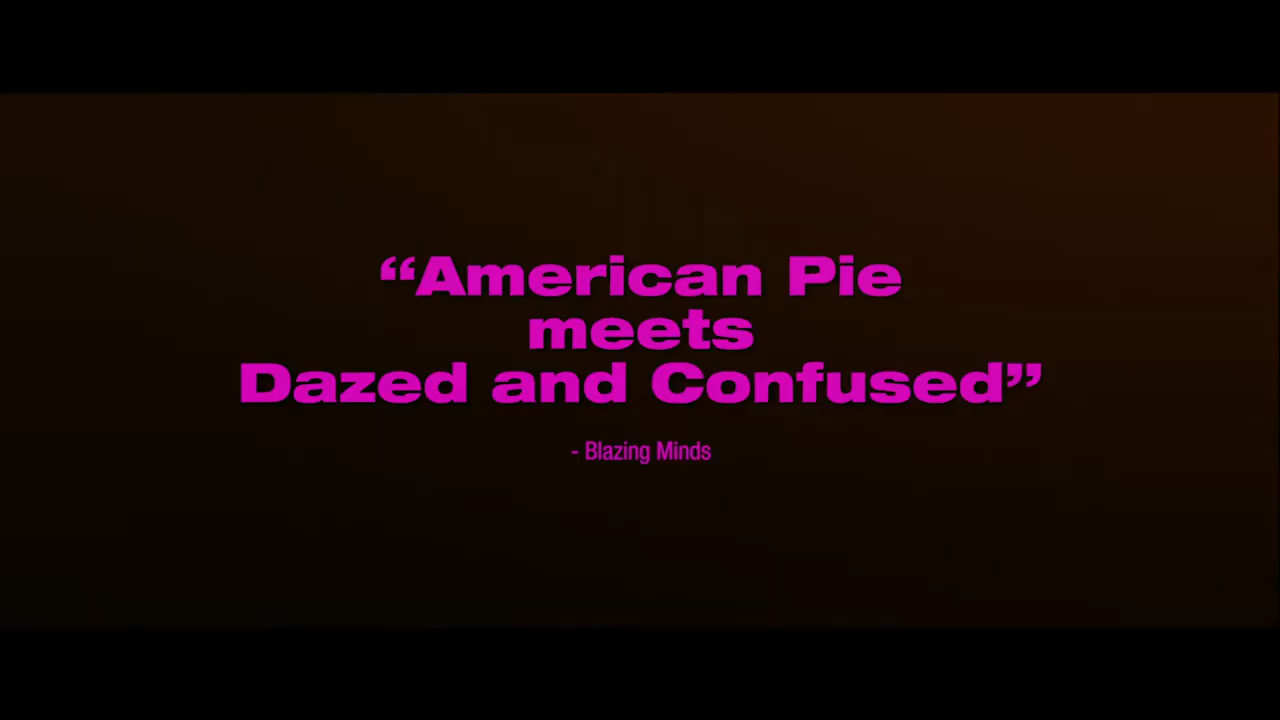 “American Pie
meets
Dazed and Confused”
- Blazing Minds